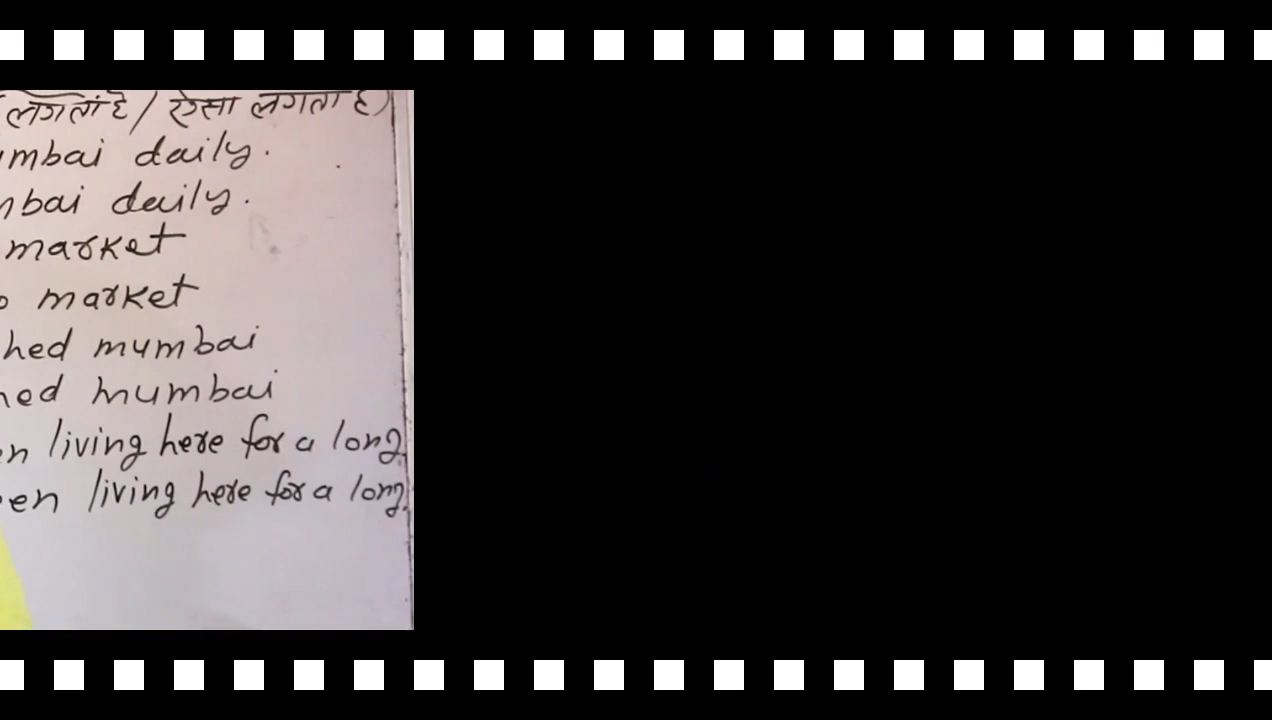 लगता है / ऐसा लगता है)
mbai daily.
bai daily.
market
market
hed mumbai
hed mumbai
living here for a long
en living here for a long